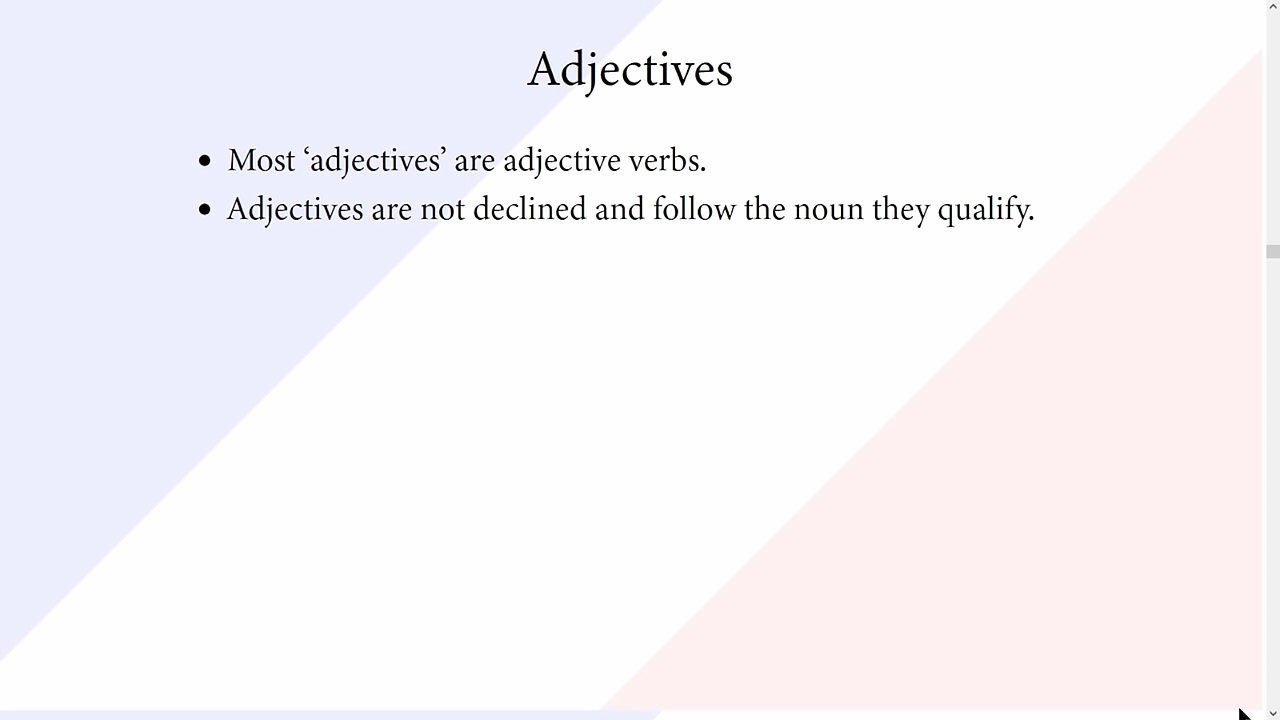 Adjectives
• Most ‘adjectives’ are adjective verbs.
• Adjectives are not declined and follow the noun they qualify.